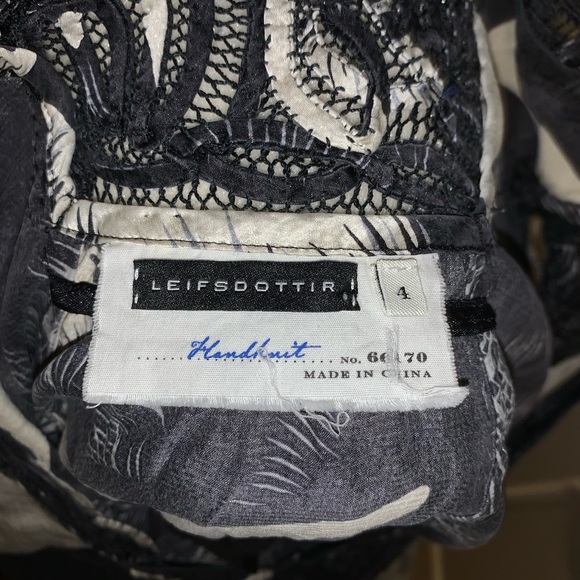 LEIFSDOTTIR
4
Handknit No.
MADE IN CHINA